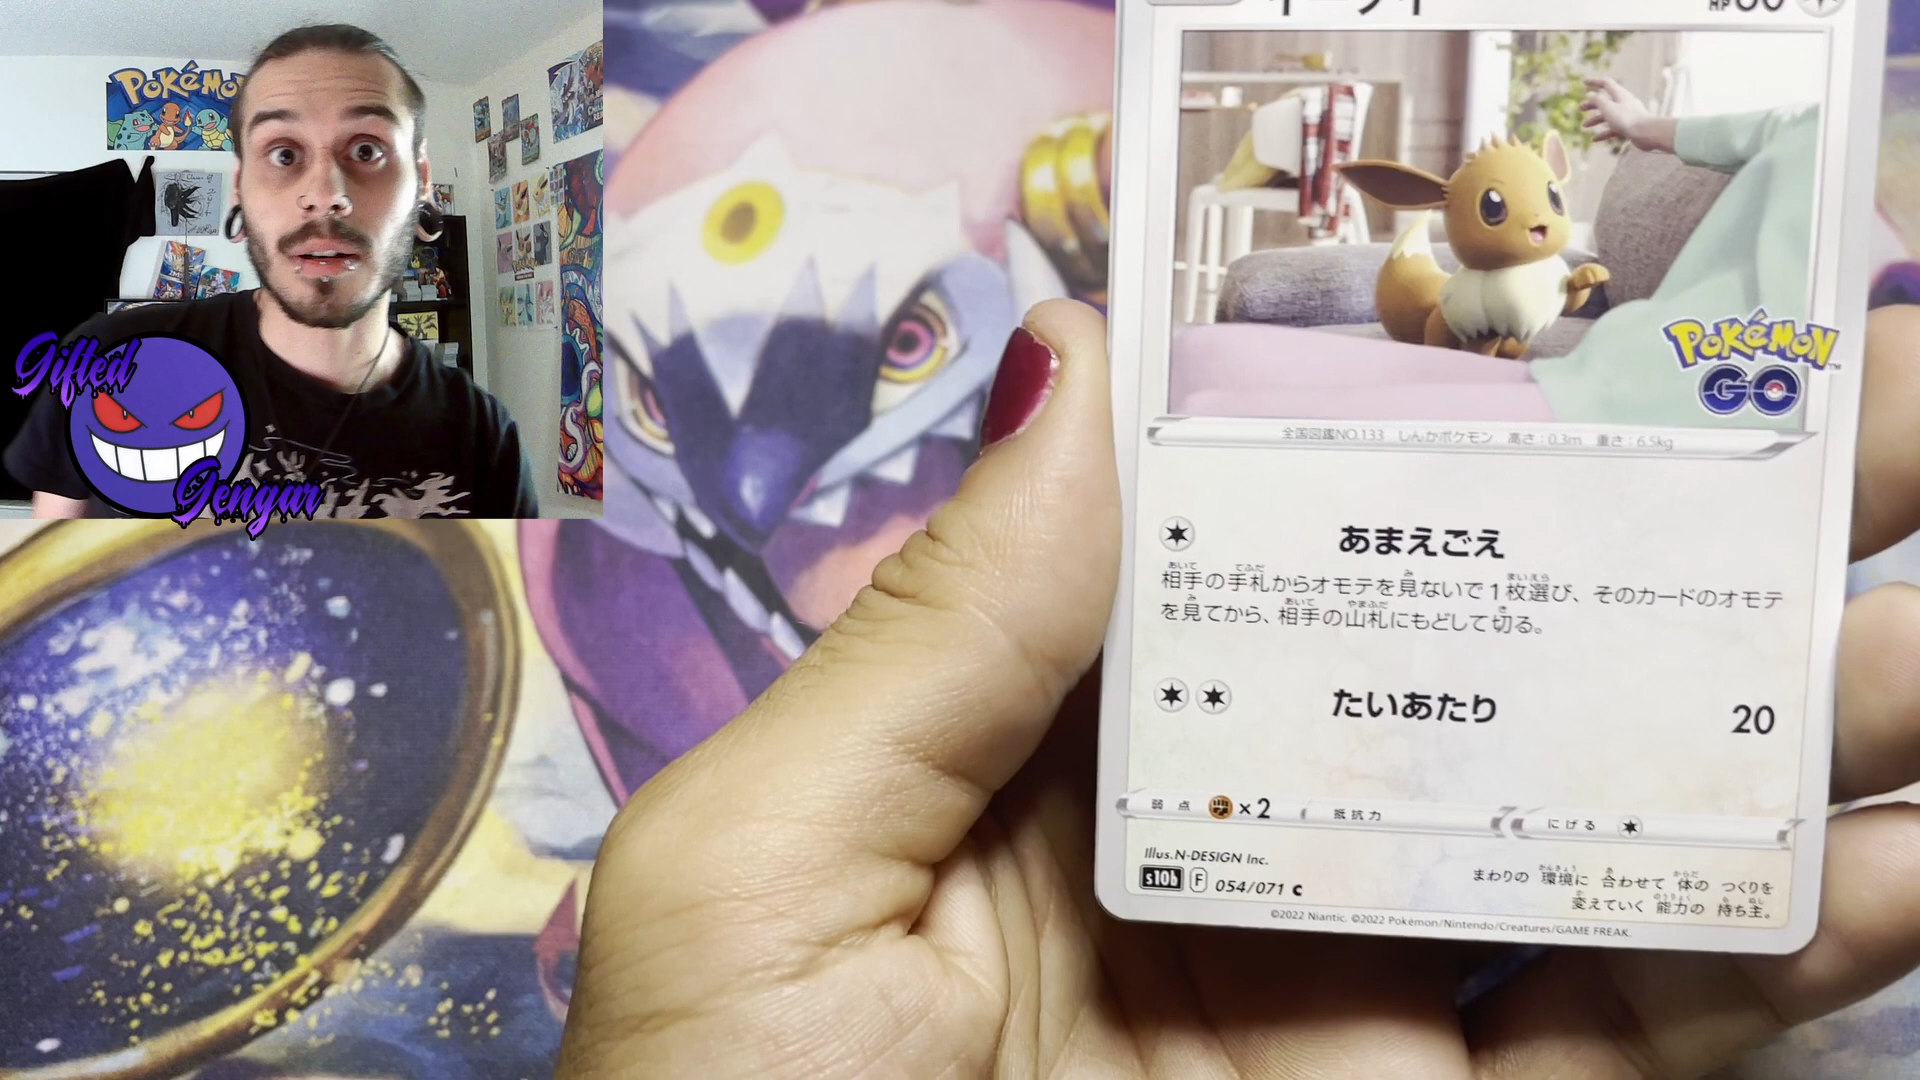 POKéMO
Gifted
Gengar
イーブイ
HP60
POKéMON
GO
全国図鑑NO.133 しんかポケモン 高さ:0.3m 重さ:6.5kg
あまえごえ
相手の手札からオモテを見ないで1枚選び、そのカードのオモテ
を見てから、相手の山札にもどして切る。
たいあたり 20
弱点 ×2 抵抗力 にげる
Illus.N-DESIGN Inc.
s10b F 054/071 C
まわりの 環境に 合わせて 体の つくりを
変えていく 能力の 持ち主。
©2022 Niantic. ©2022 Pokémon/Nintendo/Creatures/GAME FREAK.